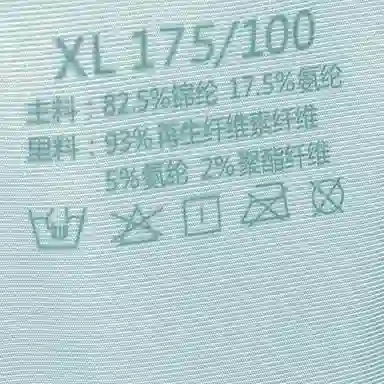 XL 175/100
主料：82.5%锦纶 17.5%氨纶
里料：93%再生纤维素纤维
5%氨纶 2%聚酯纤维